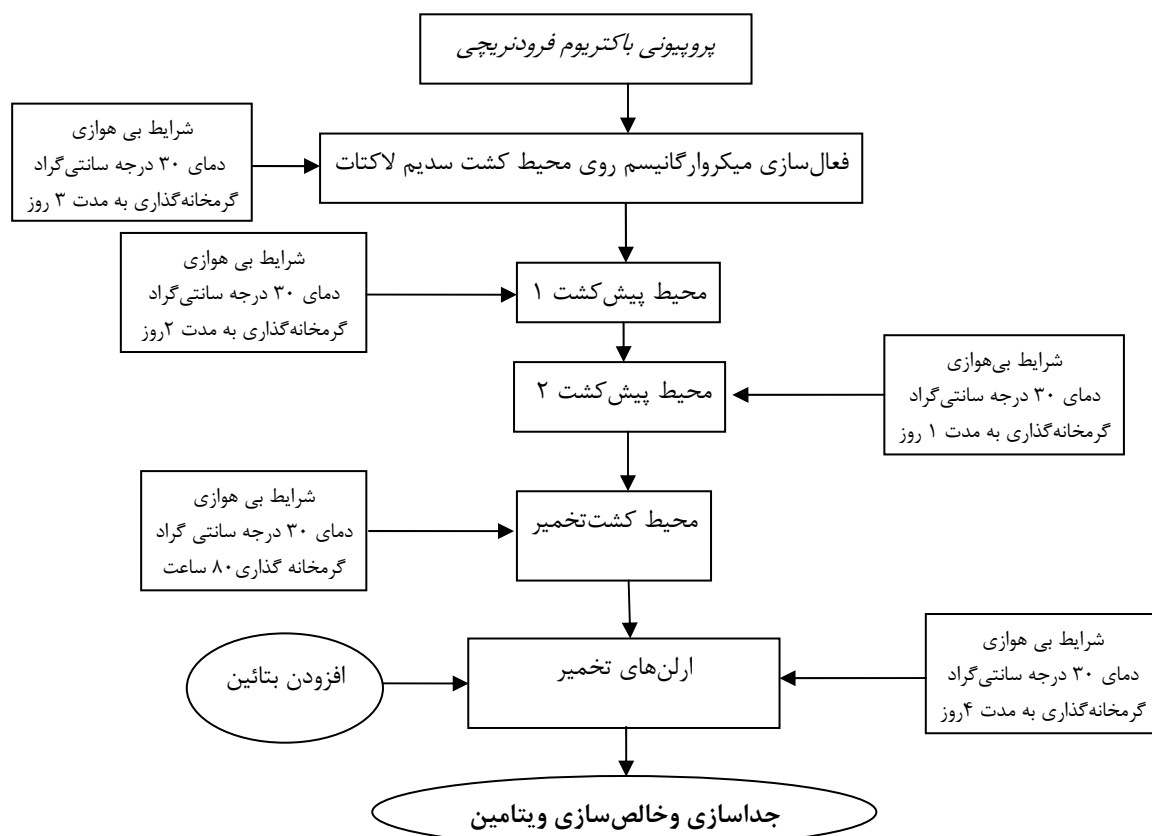 پروپیونی باکتریوم فرودنریچی
شرایط بی هوازی
دمای ۳۰ درجه سانتی‌گراد
گرمخانه‌گذاری به مدت ۳ روز
فعال‌سازی میکروارگانیسم روی محیط کشت سدیم لاکتات
شرایط بی هوازی
دمای ۳۰ درجه سانتی‌گراد
گرمخانه‌گذاری به مدت ۲روز
محیط پیش‌کشت ۱
محیط پیش‌کشت ۲
شرایط بی‌هوازی
دمای ۳۰ درجه سانتی‌گراد
گرمخانه‌گذاری به مدت ۱ روز
شرایط بی هوازی
دمای ۳۰ درجه سانتی گراد
گرمخانه گذاری۸۰ ساعت
محیط کشت‌تخمیر
افزودن بتائین
ارلن‌های تخمیر
شرایط بی هوازی
دمای ۳۰ درجه سانتی‌گراد
گرمخانه‌گذاری به مدت ۴روز
جداسازی وخالص‌سازی ویتامین